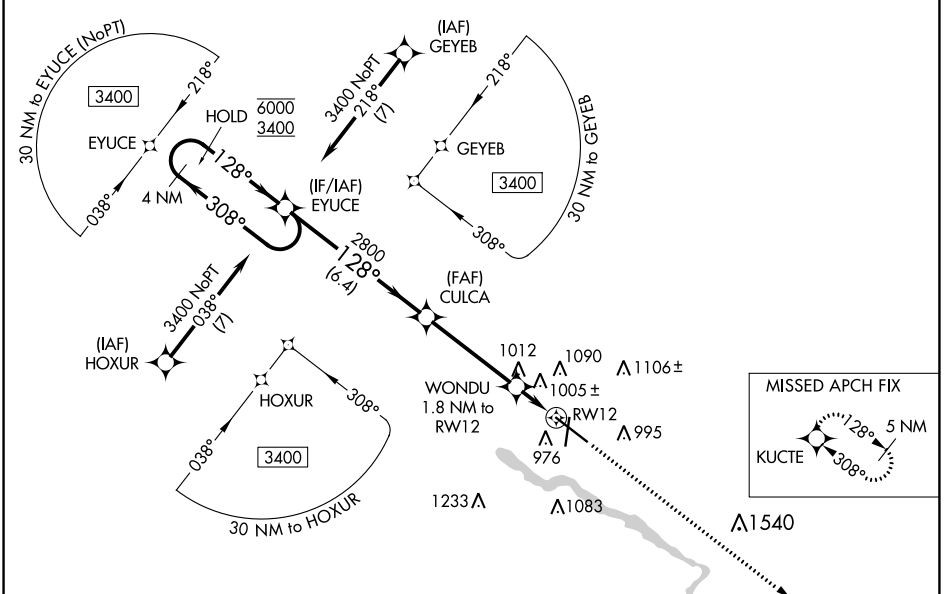 30 NM to EYUCE (NoPT)
3400
218°
EYUCE
038°
HOLD
6000
3400
4 NM
128°
308°
(IF/IAF)
EYUCE
(IAF)
GEYEB
3400 NoPT
218°
(7)
218°
GEYEB
3400
308°
30 NM to GEYEB
2800
128°
(6.4)
(FAF)
CULCA
3400 NoPT
038°
(7)
(IAF)
HOXUR
HOXUR
038°
308°
3400
30 NM to HOXUR
1012
1090
1106±
1005±
WONDU
1.8 NM to
RW12
RW12
995
976
1233
1083
1540
MISSED APCH FIX
128°
5 NM
KUCTE
308°